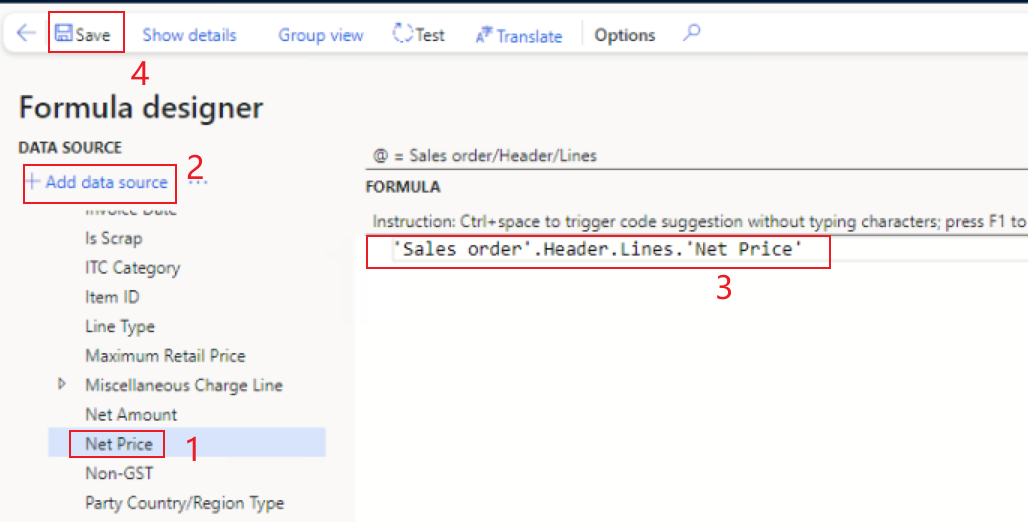 Save Show details Group view Test Translate Options
4
Formula designer
DATA SOURCE
2
+ Add data source ...
Invoice Date
Is Scrap
ITC Category
Item ID
Line Type
Maximum Retail Price
Miscellaneous Charge Line
Net Amount
Net Price 1
Non-GST
Party Country/Region Type
@ = Sales order/Header/Lines
FORMULA
Instruction: Ctrl+space to trigger code suggestion without typing characters; press F1 to
'Sales order'.Header.Lines.'Net Price'
3